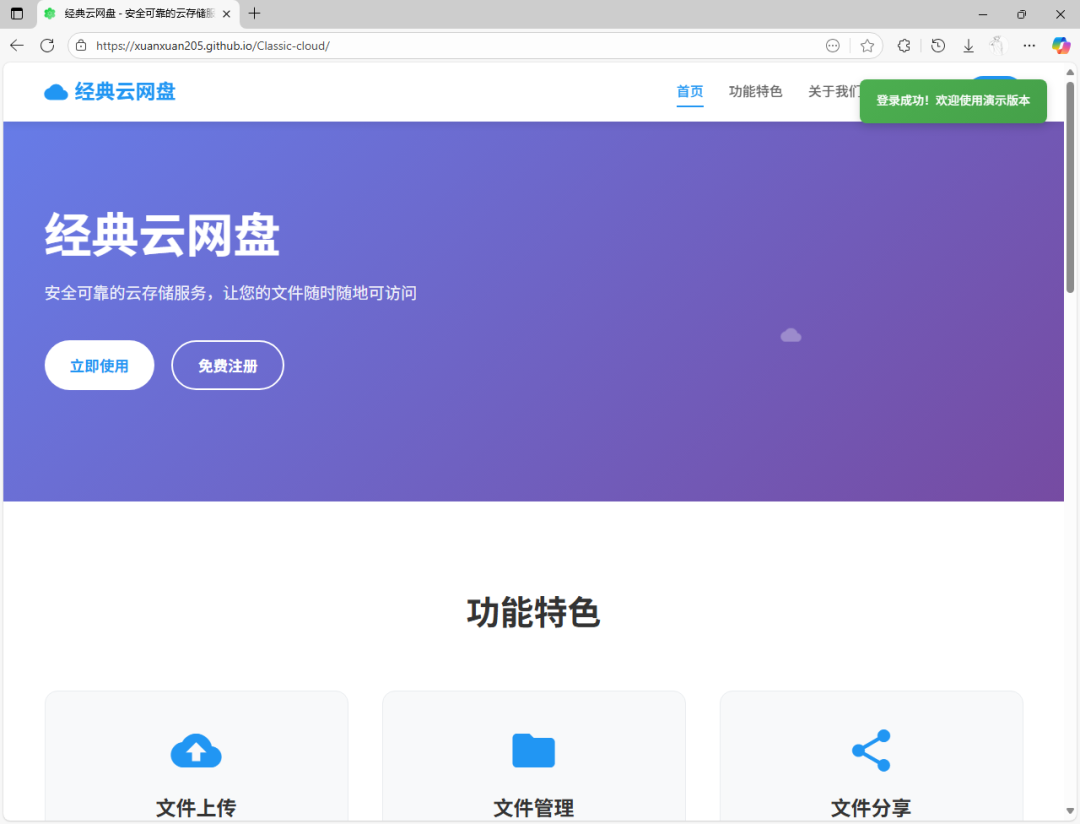 经典云网盘 - 安全可靠的云存储服
https://xuanxuan205.github.io/Classic-cloud/
经典云网盘
首页
功能特色
关于我们
登录成功！欢迎使用演示版本
经典云网盘
安全可靠的云存储服务，让您的文件随时随地可访问
立即使用
免费注册
功能特色
文件上传
文件管理
文件分享